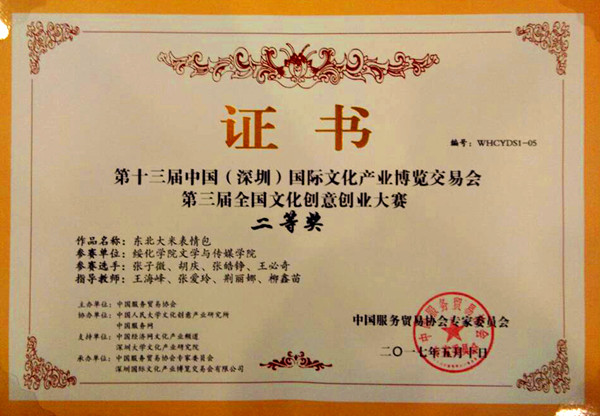 证书
编号：WHCYDS1-05
第十三届中国（深圳）国际文化产业博览交易会
第三届全国文化创意创业大赛
二等奖
作品名称：东北大米表情包
参赛单位：绥化学院文学与传媒学院
参赛选手：张子微、胡庆、张皓铮、王必奇
指导教师：王海峰、张爱玲、荆丽娜、柳鑫苗
主办单位：中国服务贸易协会
协办单位：中国人民大学文化创意产业研究所
中国服务网
支持单位：中国经济网文化产业频道
深圳大学文化产业研究院
承办单位：中国服务贸易协会专家委员会
深圳国际文化产业博览交易会有限公司
中国服务贸易协会专家委员会
二〇一七年五月十日